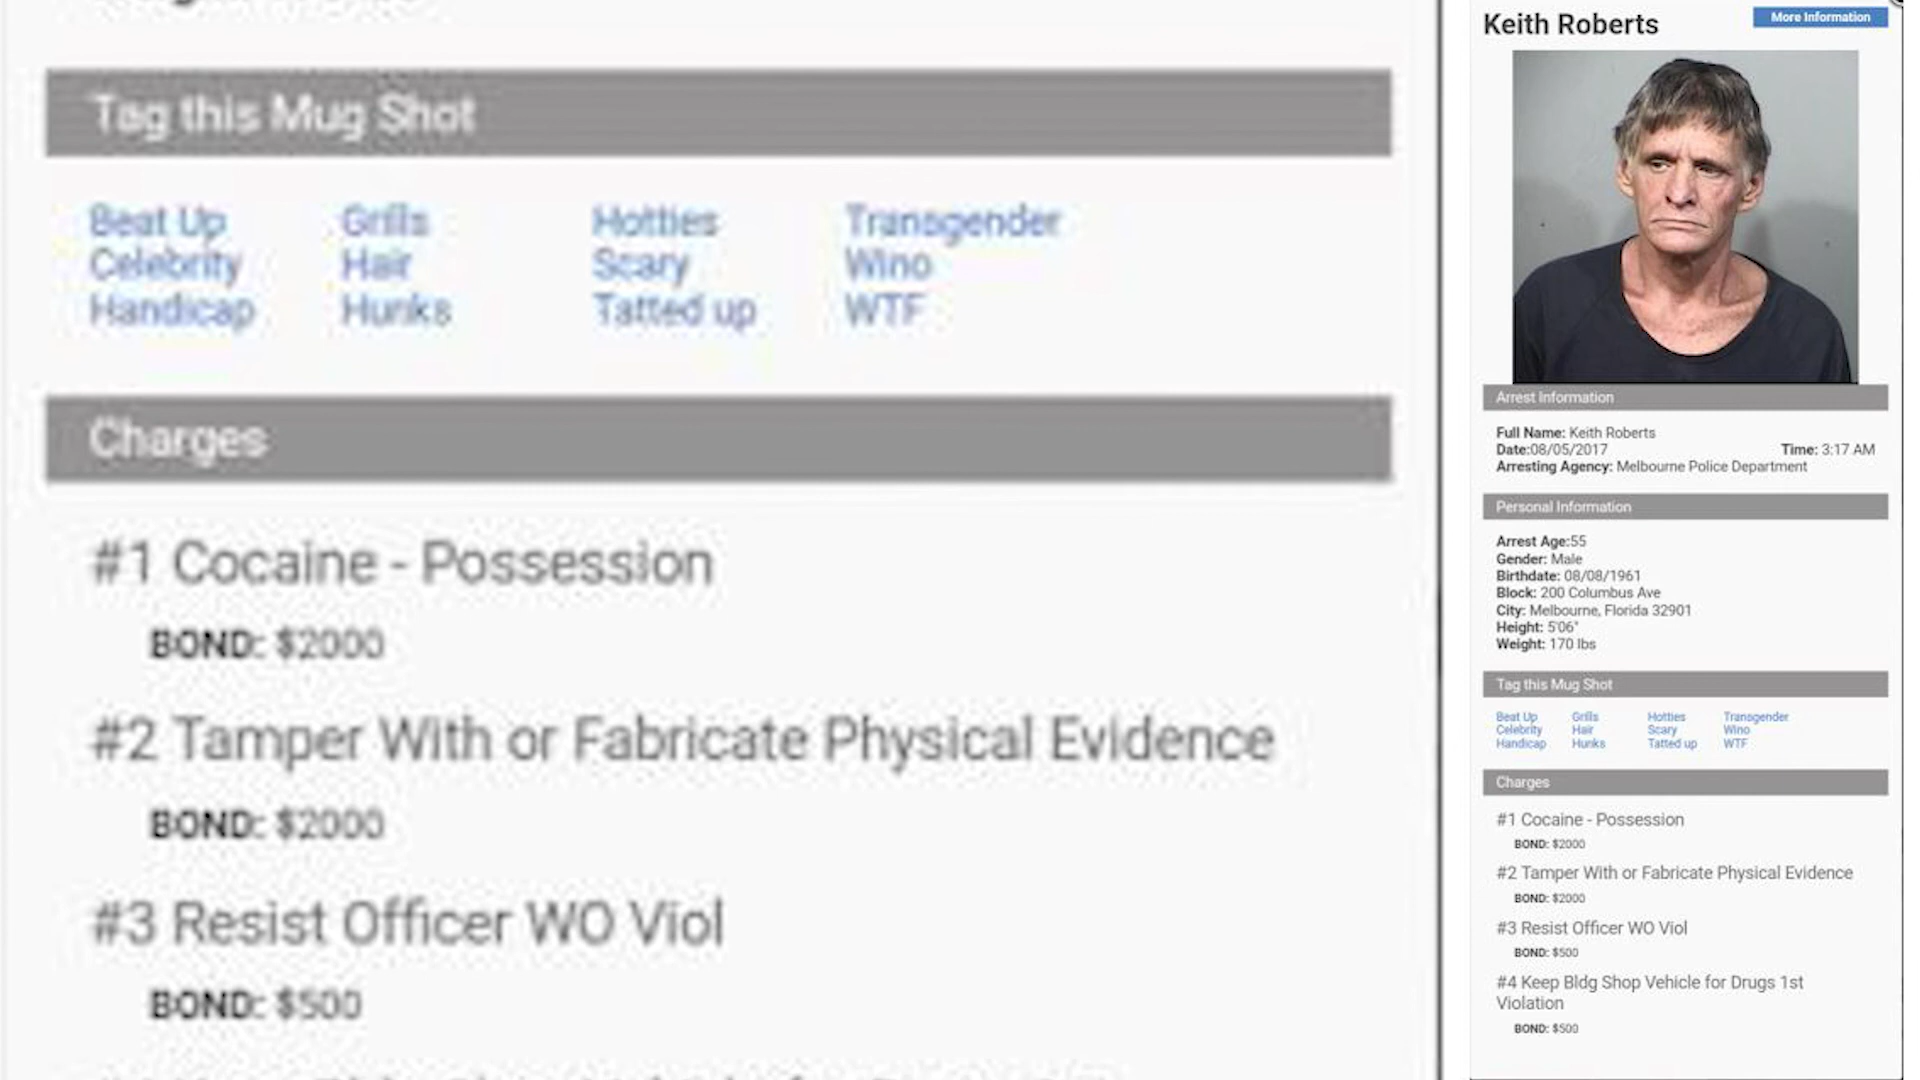 Tag this Mug Shot
Beat Up Grills Hotties Transgender
Celebrity Hair Scary Wino
Handicap Hunks Tatted up WTF
Charges
#1 Cocaine - Possession
BOND: $2000
#2 Tamper With or Fabricate Physical Evidence
BOND: $2000
#3 Resist Officer WO Viol
BOND: $500
Keith Roberts
More Information
Arrest Information
Full Name: Keith Roberts
Date:08/05/2017 Time: 3:17 AM
Arresting Agency: Melbourne Police Department
Personal Information
Arrest Age:55
Gender: Male
Birthdate: 08/08/1961
Block: 200 Columbus Ave
City: Melbourne, Florida 32901
Height: 5'06"
Weight: 170 lbs
Tag this Mug Shot
Beat Up Grills Hotties Transgender
Celebrity Hair Scary Wino
Handicap Hunks Tatted up WTF
Charges
#1 Cocaine - Possession
BOND: $2000
#2 Tamper With or Fabricate Physical Evidence
BOND: $2000
#3 Resist Officer WO Viol
BOND: $500
#4 Keep Bldg Shop Vehicle for Drugs 1st
Violation
BOND: $500